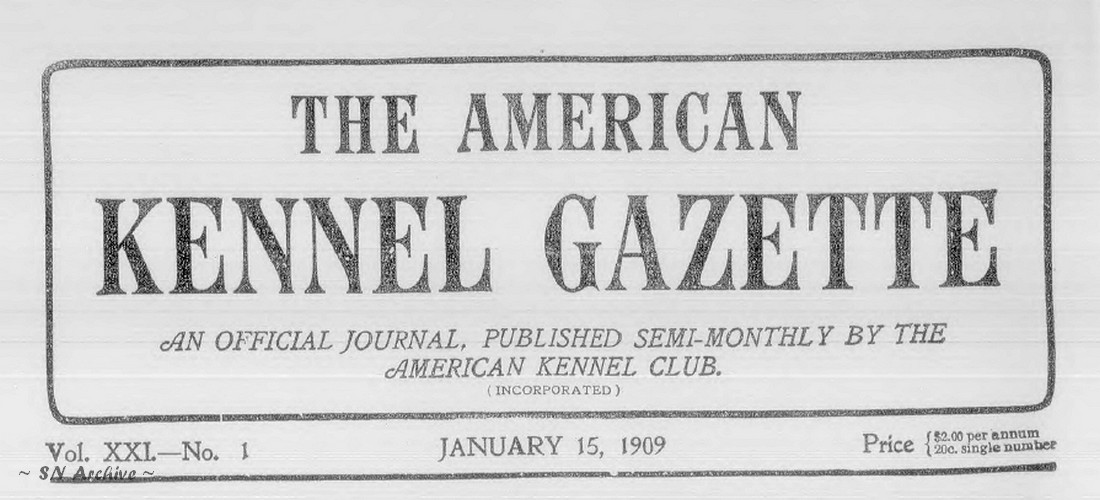 THE AMERICAN
KENNEL GAZETTE
AN OFFICIAL JOURNAL, PUBLISHED SEMI-MONTHLY BY THE
AMERICAN KENNEL CLUB.
(INCORPORATED)
Vol. XXI.—No. 1 JANUARY 15, 1909 Price { $2.00 per annum
20c. single number
~ SN Archive ~